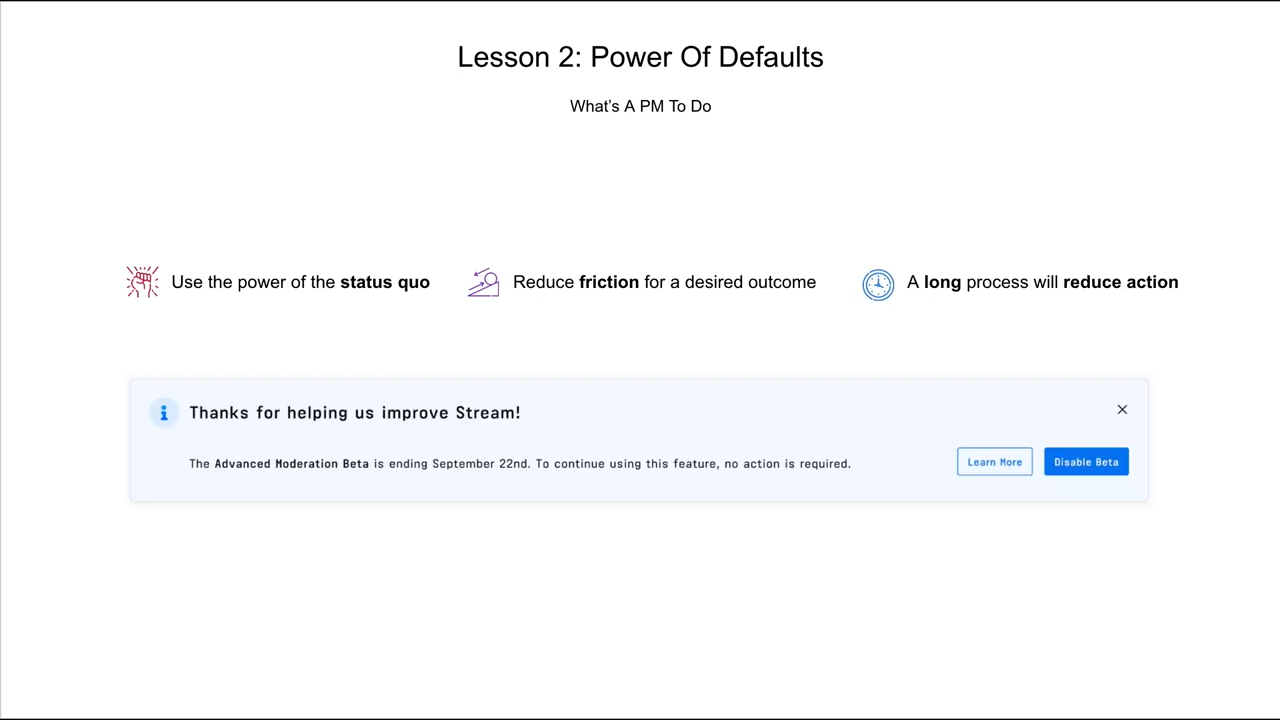 Lesson 2: Power Of Defaults
What's A PM To Do
Use the power of the status quo
Reduce friction for a desired outcome
A long process will reduce action
Thanks for helping us improve Stream!
The Advanced Moderation Beta is ending September 22nd. To continue using this feature, no action is required.
Learn More
Disable Beta